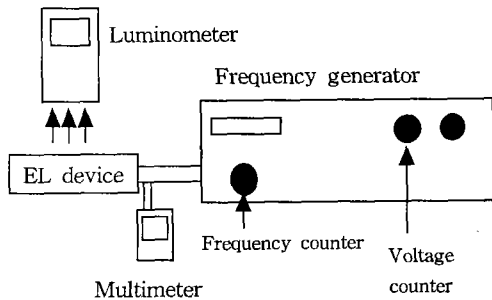 Luminometer
Frequency generator
EL device
Frequency counter
Voltage
counter
Multimeter